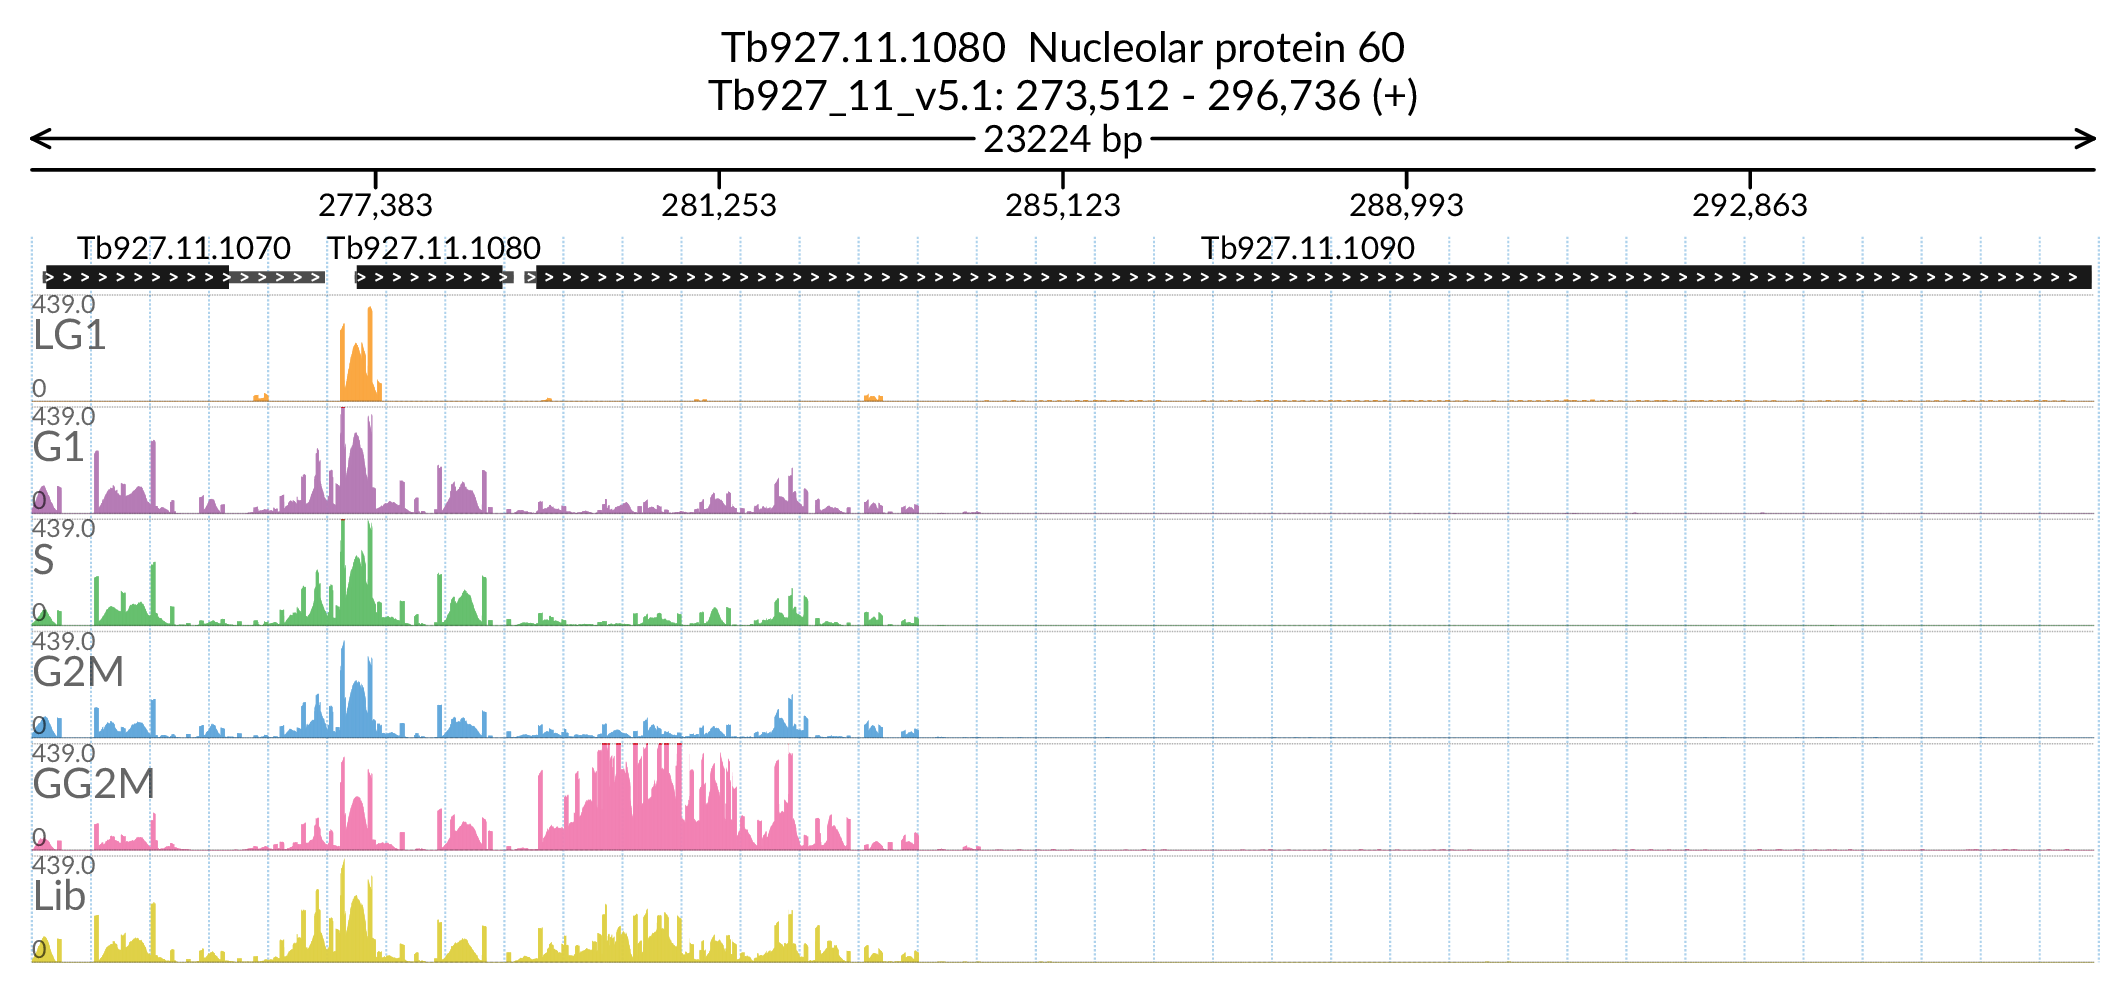 Tb927.11.1080  Nucleolar protein 60
Tb927_11_v5.1: 273,512 - 296,736 (+)
23224 bp
277,383 281,253 285,123 288,993 292,863
Tb927.11.1070 Tb927.11.1080 Tb927.11.1090
439.0
LG1
0
439.0
G1
0
439.0
S
0
439.0
G2M
0
439.0
GG2M
0
439.0
Lib
0